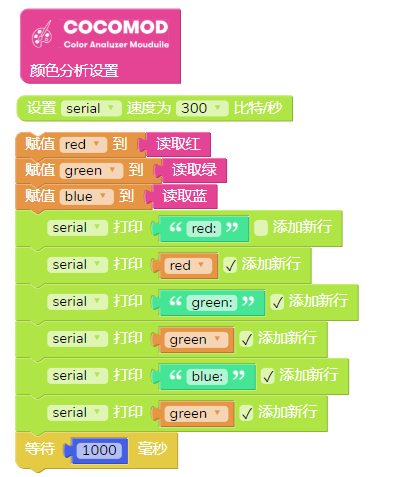 COCOMOD
Color Analyzer Mouduile
颜色分析设置
设置 serial 速度为 300 比特/秒
赋值 red 到 读取红
赋值 green 到 读取绿
赋值 blue 到 读取蓝
serial 打印 “ red: ” 添加新行
serial 打印 red ✓ 添加新行
serial 打印 “ green: ” ✓ 添加新行
serial 打印 green ✓ 添加新行
serial 打印 “ blue: ” ✓ 添加新行
serial 打印 green ✓ 添加新行
等待 1000 毫秒